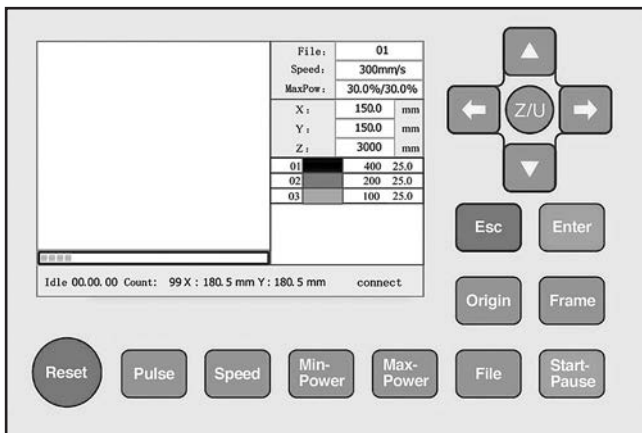 File: 01
Speed: 300mm/s
MaxPow: 30.0%/30.0%
X: 150.0 mm
Y: 150.0 mm
Z: 3000 mm
01 400 25.0
02 200 25.0
03 100 25.0
Idle 00.00.00 Count: 99 X : 180.5 mm Y : 180.5 mm connect
Z/U
Esc Enter
Origin Frame
Reset Pulse Speed Min-Power Max-Power File Start-Pause